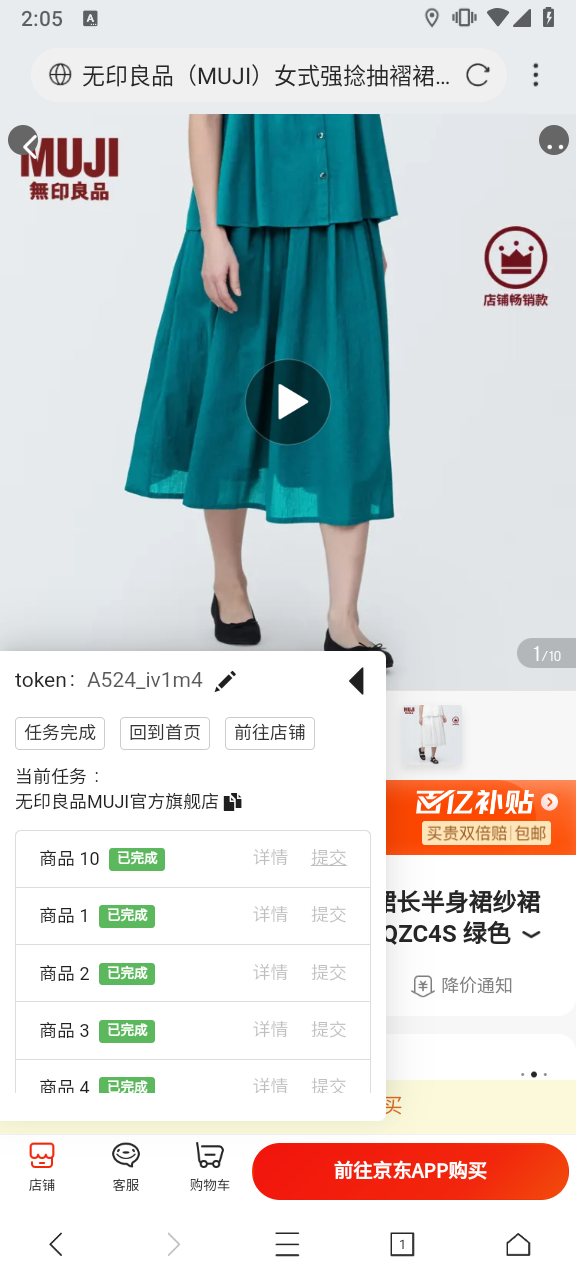 2:05
A
无印良品（MUJI）女式强捻抽褶裙...
MUJI
無印良品
店铺畅销款
1/10
token： A524_iv1m4
任务完成 回到首页 前往店铺
当前任务 ：
无印良品MUJI官方旗舰店
百亿补贴
买贵双倍赔 包邮
商品 10 已完成 详情 提交
裙长半身裙纱裙
QZC4S 绿色
商品 1 已完成 详情 提交
商品 2 已完成 详情 提交
降价通知
商品 3 已完成 详情 提交
商品 4 已完成 详情 提交
买
店铺 客服 购物车 前往京东APP购买
1